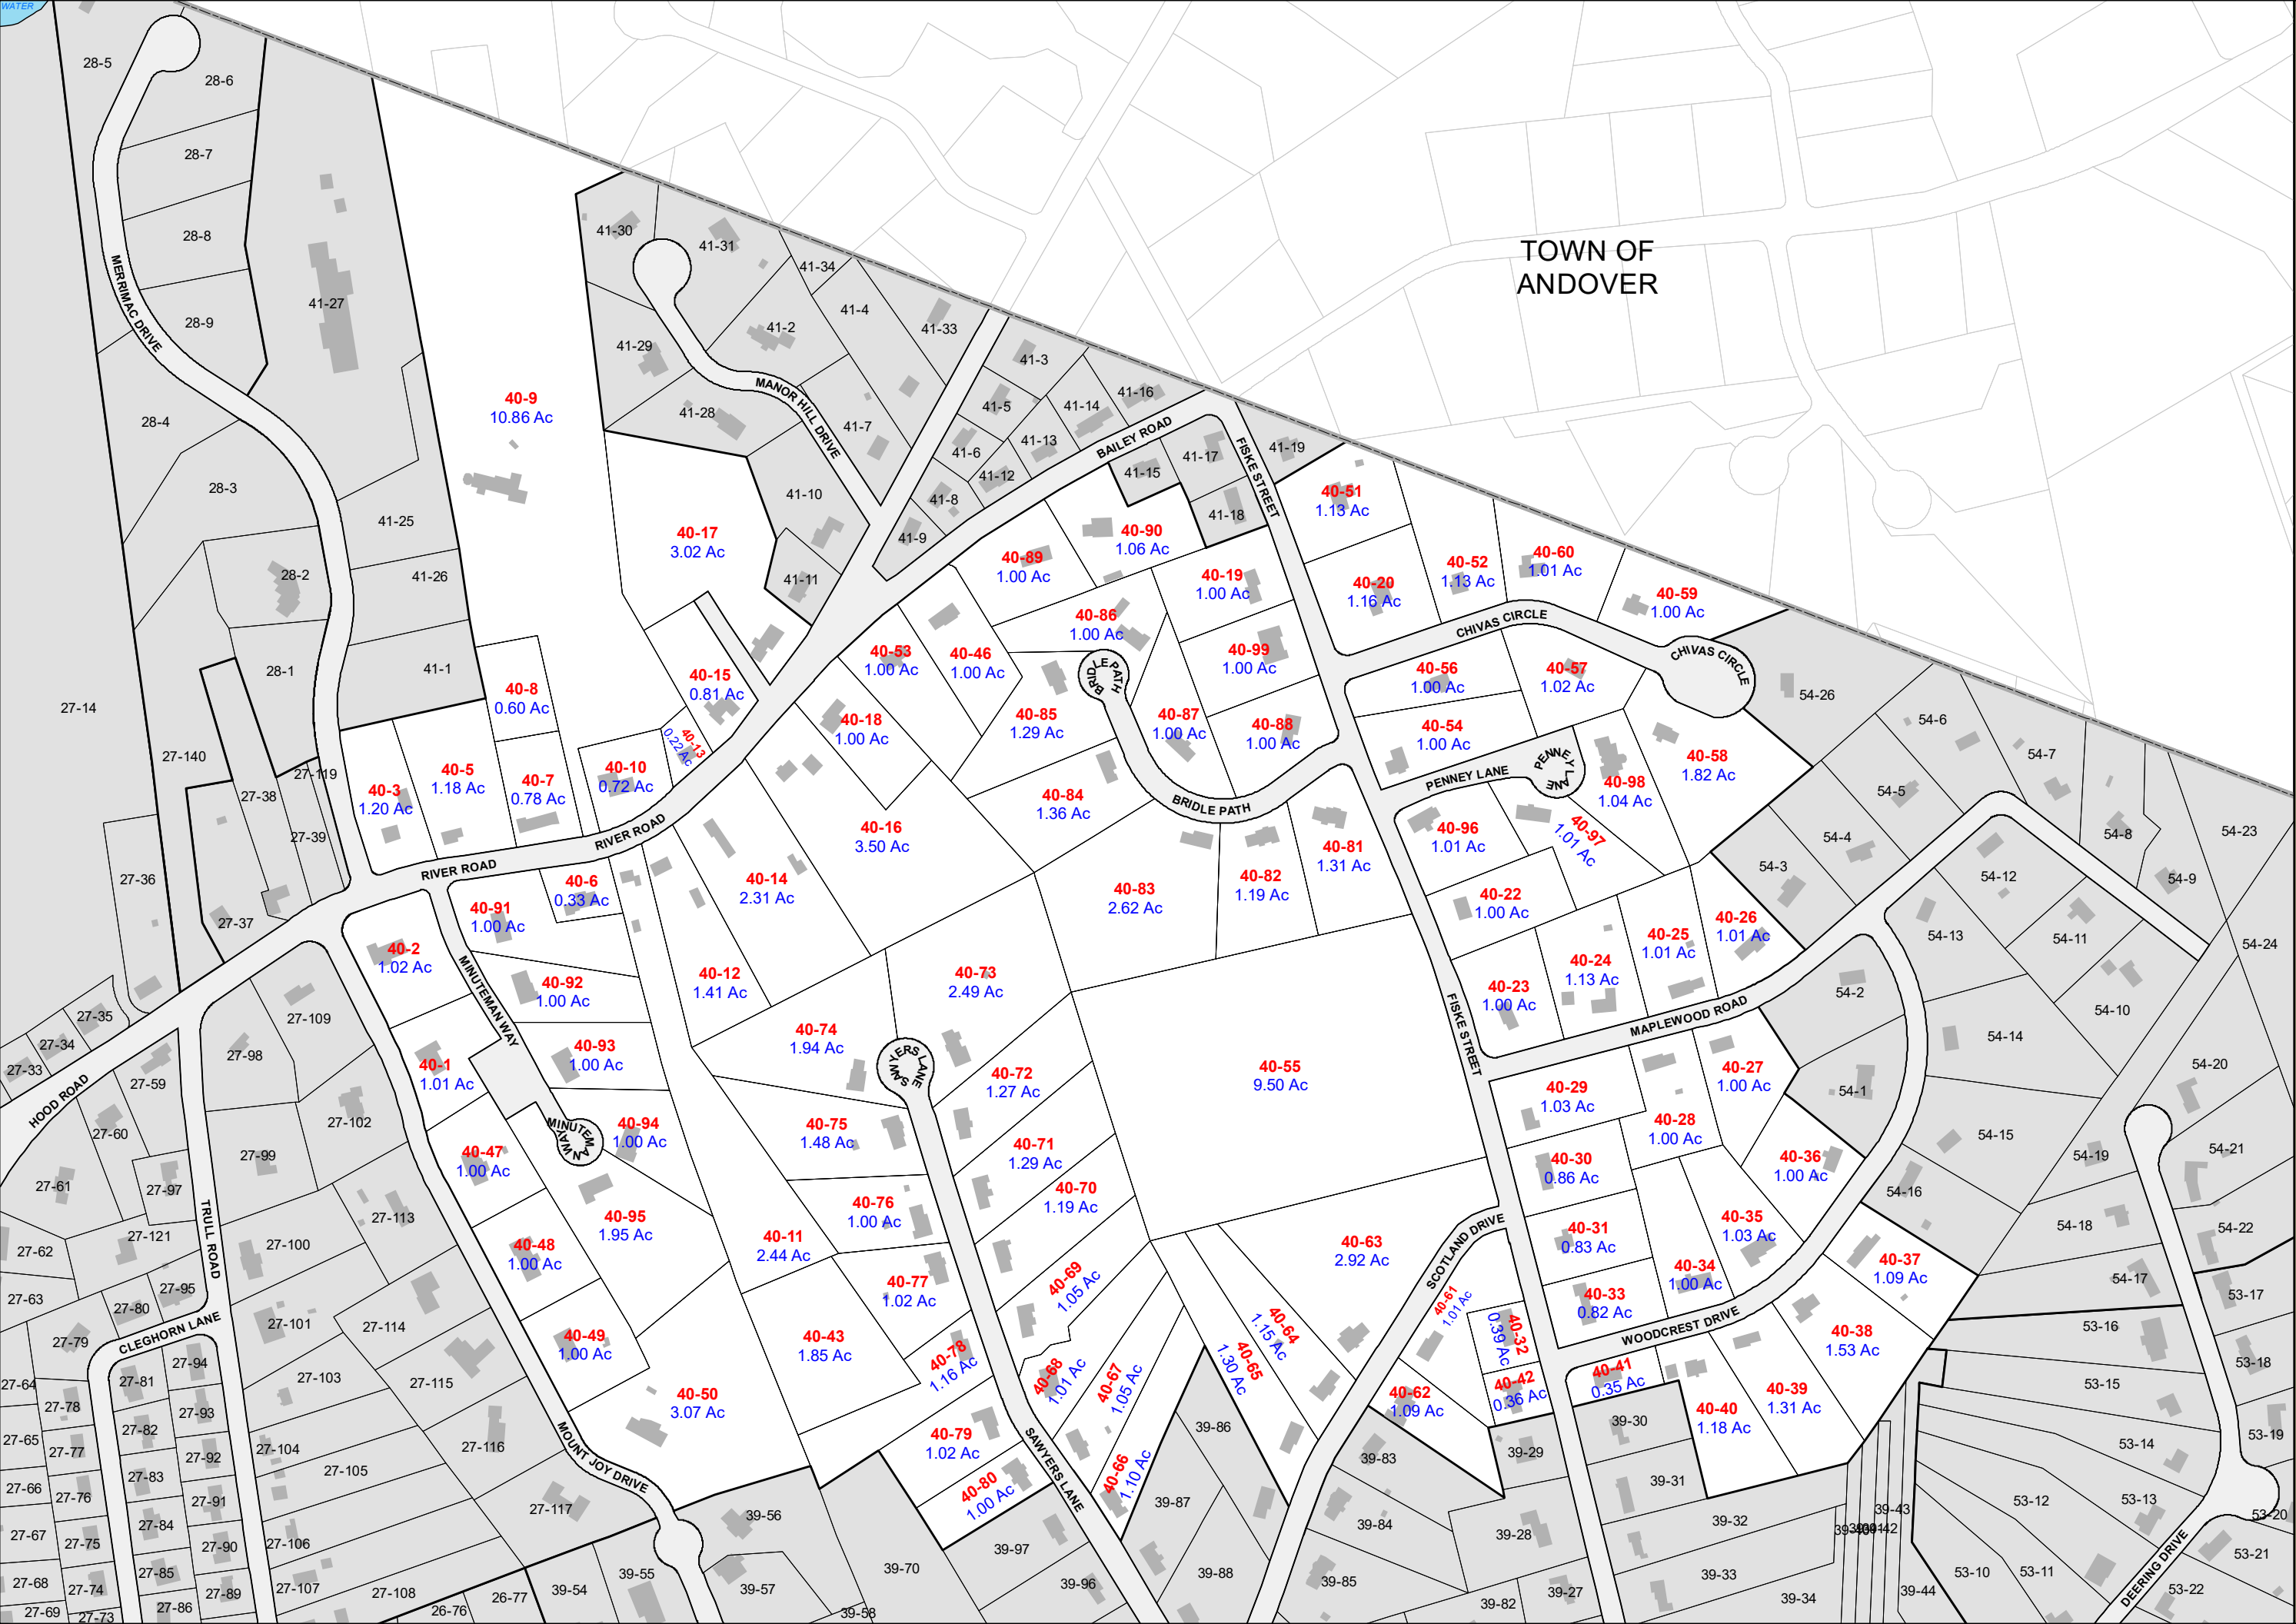 WATER
TOWN OF
ANDOVER
28-5
28-6
28-7
28-8
28-9
28-4
28-3
28-2
28-1
MERRIMAC DRIVE
41-27
41-25
41-26
41-1
40-9
10.86 Ac
41-30
41-31
41-29
41-28
41-34
41-2
41-4
41-33
41-7
MANOR HILL DRIVE
41-10
41-11
41-3
41-5
41-14
41-16
41-6
41-13
41-12
41-8
41-9
BAILEY ROAD
41-15
41-17
41-18
41-19
FISKE STREET
40-17
3.02 Ac
40-51
1.13 Ac
40-90
1.06 Ac
40-89
1.00 Ac
40-19
1.00 Ac
40-20
1.16 Ac
40-52
1.13 Ac
40-60
1.01 Ac
40-59
1.00 Ac
40-86
1.00 Ac
CHIVAS CIRCLE
CHIVAS CIRCLE
40-53
1.00 Ac
40-46
1.00 Ac
40-99
1.00 Ac
40-56
1.00 Ac
40-57
1.02 Ac
BRIDLE PATH
40-8
0.60 Ac
40-15
0.81 Ac
40-18
1.00 Ac
40-85
1.29 Ac
40-87
1.00 Ac
40-88
1.00 Ac
40-54
1.00 Ac
40-58
1.82 Ac
40-13
0.22 Ac
40-10
0.72 Ac
40-3
1.20 Ac
40-5
1.18 Ac
40-7
0.78 Ac
PENNEY LANE
PENNEY LANE
40-98
1.04 Ac
40-97
1.01 Ac
40-84
1.36 Ac
BRIDLE PATH
40-16
3.50 Ac
40-96
1.01 Ac
40-81
1.31 Ac
40-82
1.19 Ac
40-83
2.62 Ac
RIVER ROAD
RIVER ROAD
40-14
2.31 Ac
40-6
0.33 Ac
40-91
1.00 Ac
40-22
1.00 Ac
40-2
1.02 Ac
40-92
1.00 Ac
40-12
1.41 Ac
40-73
2.49 Ac
40-26
1.01 Ac
40-25
1.01 Ac
40-24
1.13 Ac
40-23
1.00 Ac
MINUTEMAN WAY
MAPLEWOOD ROAD
FISKE STREET
40-93
1.00 Ac
40-74
1.94 Ac
SAWYERS LANE
40-72
1.27 Ac
40-55
9.50 Ac
40-1
1.01 Ac
40-29
1.03 Ac
40-27
1.00 Ac
40-28
1.00 Ac
40-94
1.00 Ac
MINUTEMAN WAY
40-75
1.48 Ac
40-71
1.29 Ac
40-47
1.00 Ac
40-30
0.86 Ac
40-36
1.00 Ac
40-70
1.19 Ac
40-76
1.00 Ac
40-95
1.95 Ac
40-11
2.44 Ac
40-48
1.00 Ac
40-63
2.92 Ac
SCOTLAND DRIVE
40-31
0.83 Ac
40-35
1.03 Ac
40-34
1.00 Ac
40-37
1.09 Ac
40-69
1.05 Ac
40-77
1.02 Ac
40-33
0.82 Ac
40-61
1.01 Ac
40-32
0.39 Ac
40-49
1.00 Ac
40-43
1.85 Ac
40-78
1.16 Ac
40-68
1.01 Ac
40-67
1.05 Ac
40-64
1.15 Ac
40-65
1.30 Ac
WOODCREST DRIVE
40-38
1.53 Ac
40-62
1.09 Ac
40-42
0.36 Ac
40-41
0.35 Ac
40-39
1.31 Ac
40-40
1.18 Ac
40-50
3.07 Ac
40-79
1.02 Ac
40-80
1.00 Ac
40-66
1.10 Ac
SAWYERS LANE
MOUNT JOY DRIVE
27-14
27-140
27-119
27-38
27-39
27-36
27-37
27-35
27-34
27-33
HOOD ROAD
27-59
27-60
27-61
27-97
27-98
27-109
27-99
27-102
27-62
27-121
27-100
27-113
27-63
27-95
27-80
27-79
27-101
27-114
TRULL ROAD
CLEGHORN LANE
27-64
27-81
27-94
27-103
27-115
27-78
27-93
27-65
27-77
27-82
27-92
27-104
27-116
27-105
27-66
27-76
27-83
27-91
27-117
27-67
27-75
27-84
27-90
27-106
27-68
27-74
27-85
27-89
27-107
27-108
27-69
27-73
27-86
26-76
26-77
39-54
39-55
39-56
39-57
39-58
39-70
39-97
39-96
39-86
39-87
39-88
39-83
39-84
39-85
39-82
39-29
39-30
39-31
39-28
39-27
39-32
39-33
39-34
39-43
39-44
54-26
54-6
54-7
54-5
54-4
54-3
54-8
54-23
54-9
54-12
54-13
54-11
54-24
54-2
54-10
54-14
54-1
54-20
54-15
54-19
54-21
54-16
54-18
54-22
54-17
53-17
53-16
53-18
53-15
53-19
53-14
53-12
53-13
53-20
53-10
53-11
53-21
53-22
DEERING DRIVE